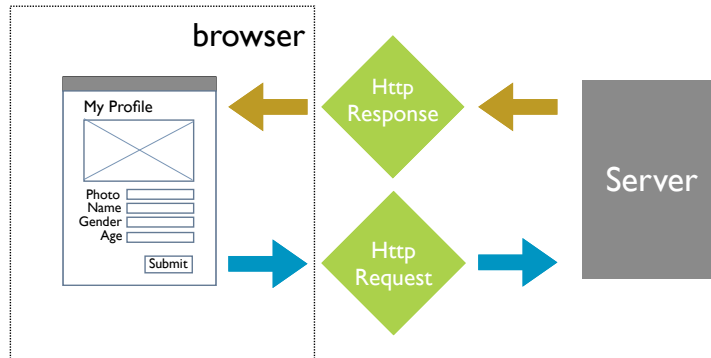 browser
My Profile
Photo
Name
Gender
Age
Submit
Http
Response
Http
Request
Server